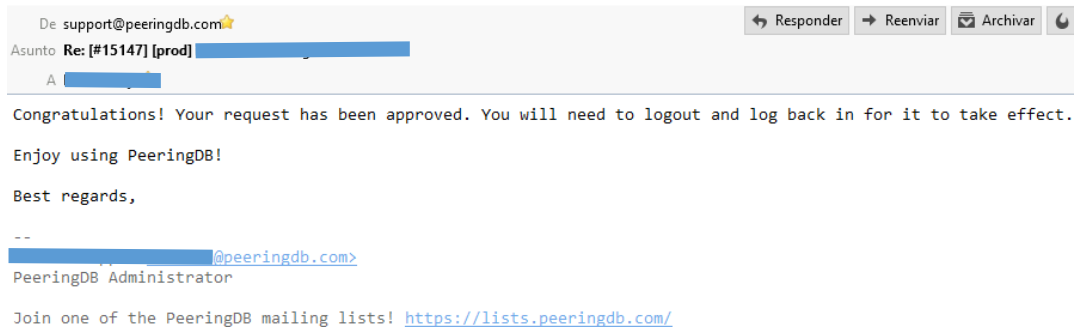 De support@peeringdb.com
Responder Reenviar Archivar
Asunto Re: [#15147] [prod]
A
Congratulations! Your request has been approved. You will need to logout and log back in for it to take effect.
Enjoy using PeeringDB!
Best regards,
--
@peeringdb.com>
PeeringDB Administrator
Join one of the PeeringDB mailing lists! https://lists.peeringdb.com/